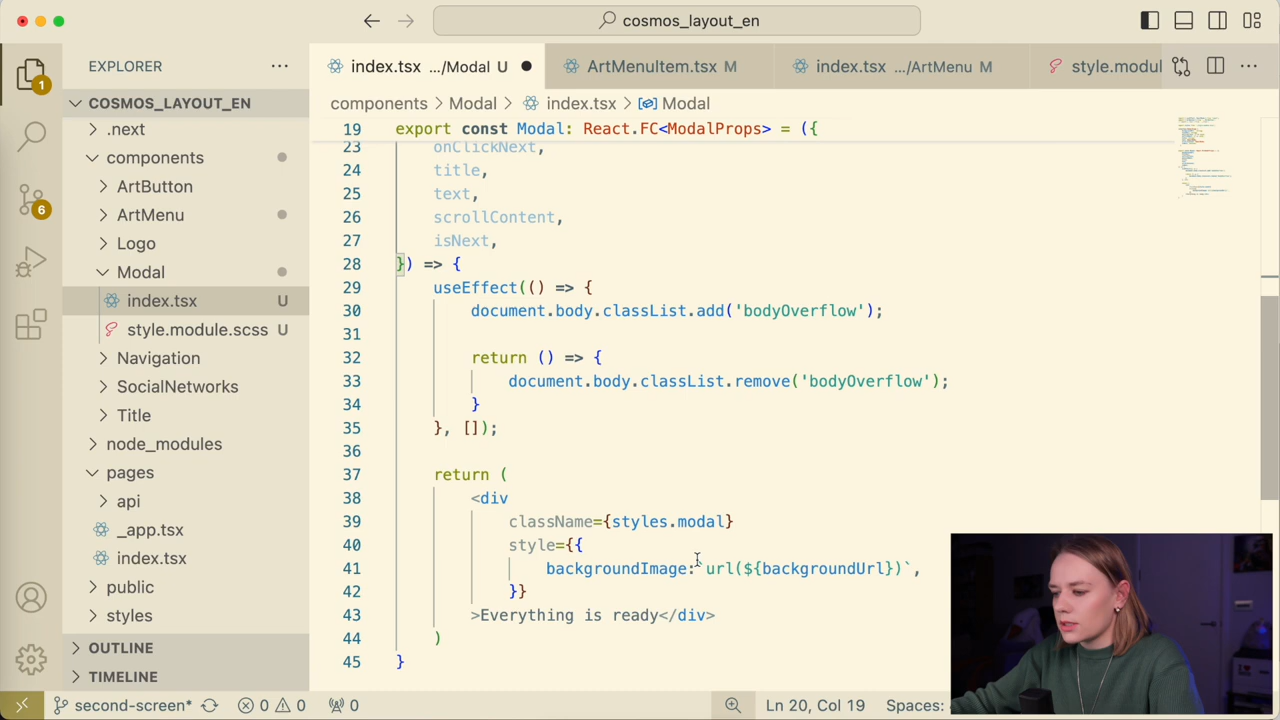 cosmos_layout_en
EXPLORER
index.tsx .../Modal U
ArtMenuItem.tsx M
index.tsx .../ArtMenu M
style.modul
1
COSMOS_LAYOUT_EN
components > Modal > index.tsx > Modal
.next
components
ArtButton
ArtMenu
Logo
Modal
index.tsx U
style.module.scss U
Navigation
SocialNetworks
Title
node_modules
pages
api
_app.tsx
index.tsx
public
styles
OUTLINE
TIMELINE
6
19 export const Modal: React.FC<ModalProps> = ({
23 onClickNext,
24 title,
25 text,
26 scrollContent,
27 isNext,
28 }) => {
29 useEffect(() => {
30 document.body.classList.add('bodyOverflow');
31
32 return () => {
33 document.body.classList.remove('bodyOverflow');
34 }
35 }, []);
36
37 return (
38 <div
39 className={styles.modal}
40 style={{
41 backgroundImage: `url(${backgroundUrl})`,
42 }}
43 >Everything is ready</div>
44 )
45 }
second-screen* 0 0 0
Ln 20, Col 19 Spaces: